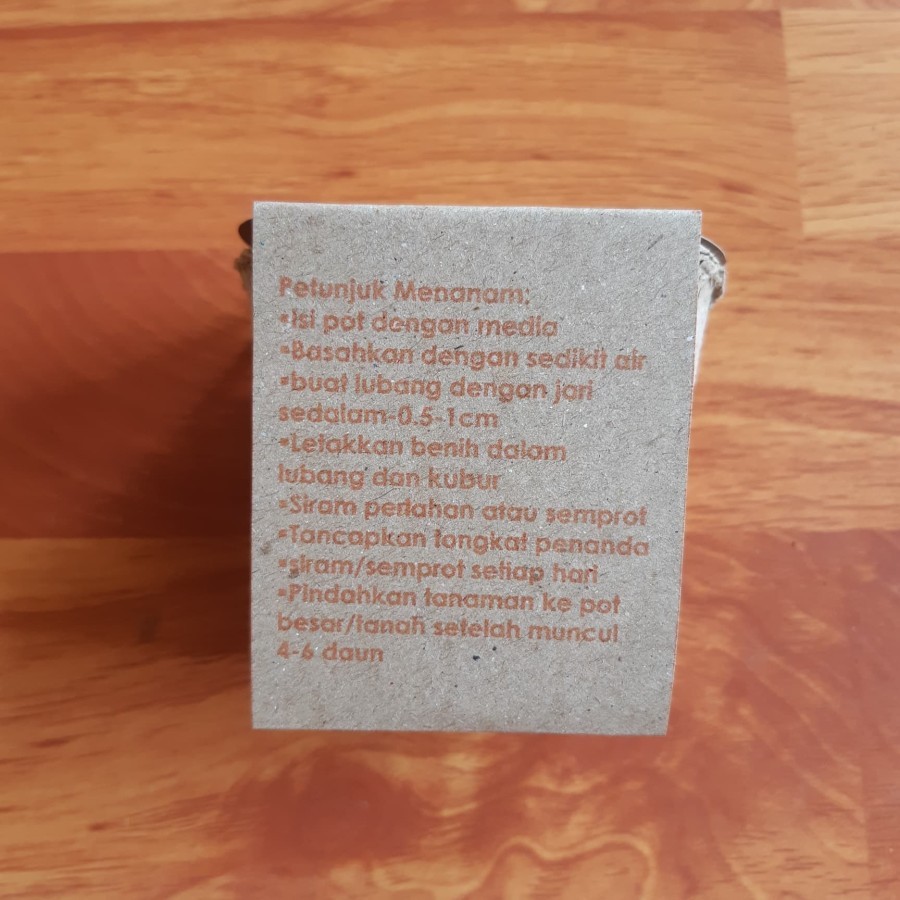 Petunjuk Menanam:
▪Isi pot dengan media
▪Basahkan dengan sedikit air
▪buat lubang dengan jari
sedalam-0.5-1cm
▪Letakkan benih dalam
lubang dan kubur
▪Siram perlahan atau semprot
▪Tancapkan tongkat penanda
▪siram/semprot setiap hari
▪Pindahkan tanaman ke pot
besar/tanah setelah muncul
4-6 daun